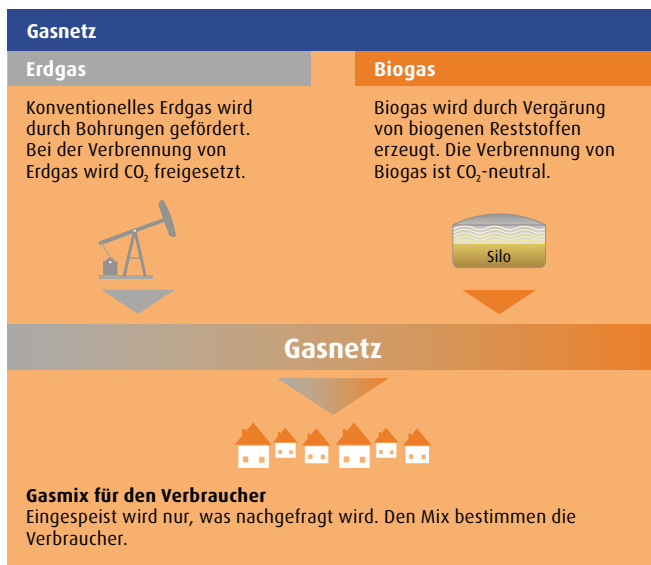 Gasnetz
Erdgas
Konventionelles Erdgas wird
durch Bohrungen gefördert.
Bei der Verbrennung von
Erdgas wird CO₂ freigesetzt.
Biogas
Biogas wird durch Vergärung
von biogenen Reststoffen
erzeugt. Die Verbrennung von
Biogas ist CO₂-neutral.
Silo
Gasnetz
Gasmix für den Verbraucher
Eingespeist wird nur, was nachgefragt wird. Den Mix bestimmen die
Verbraucher.